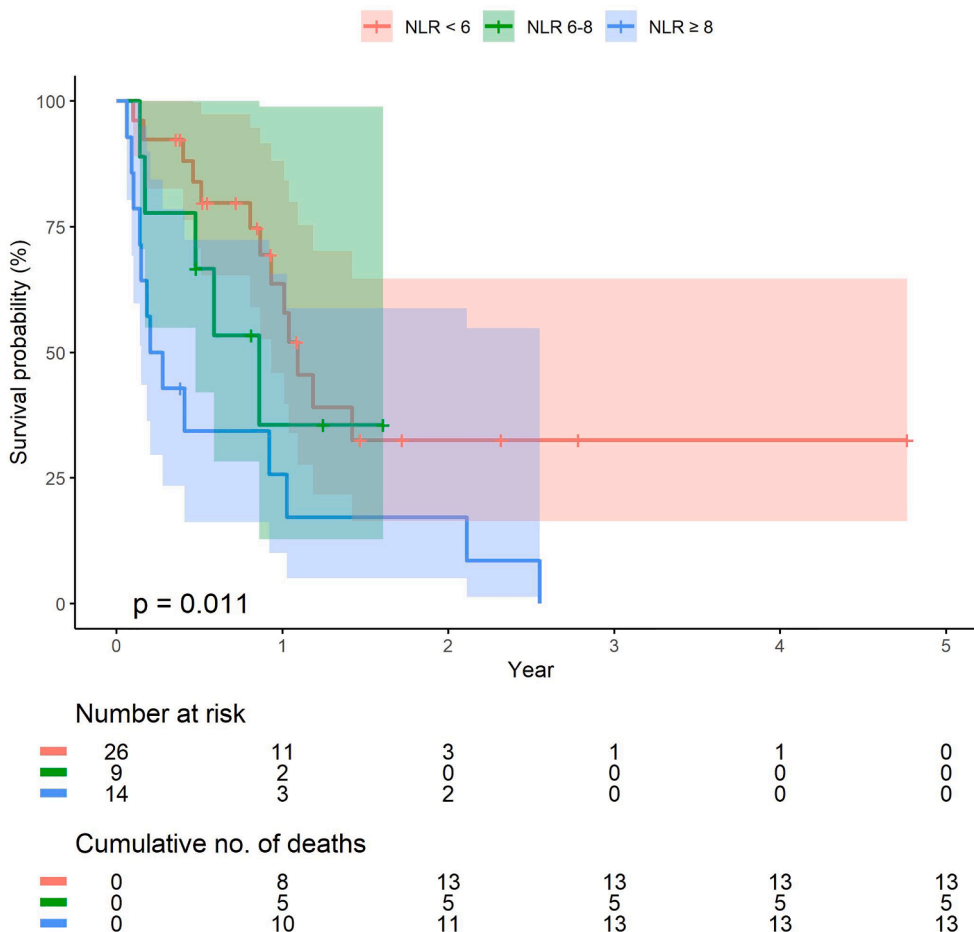 NLR < 6 NLR 6-8 NLR ≥ 8
Survival probability (%)
100
75
50
25
0
p = 0.011
0 1 2 3 4 5
Year
Number at risk
26 11 3 1 1 0
9 2 0 0 0 0
14 3 2 0 0 0
Cumulative no. of deaths
0 8 13 13 13 13
0 5 5 5 5 5
0 10 11 13 13 13